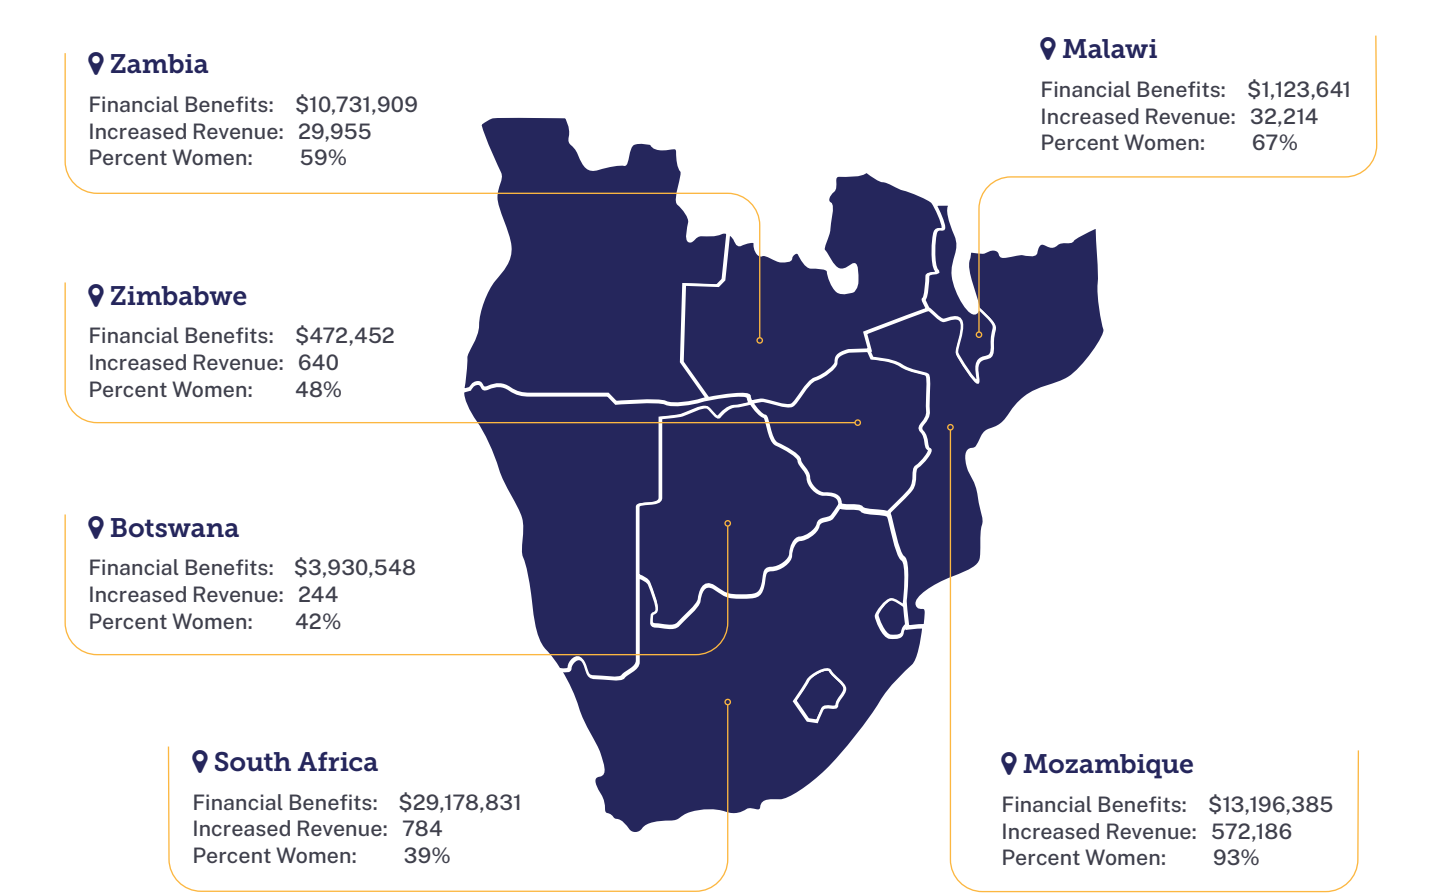 Zambia
Financial Benefits: $10,731,909
Increased Revenue: 29,955
Percent Women: 59%
Malawi
Financial Benefits: $1,123,641
Increased Revenue: 32,214
Percent Women: 67%
Zimbabwe
Financial Benefits: $472,452
Increased Revenue: 640
Percent Women: 48%
Botswana
Financial Benefits: $3,930,548
Increased Revenue: 244
Percent Women: 42%
South Africa
Financial Benefits: $29,178,831
Increased Revenue: 784
Percent Women: 39%
Mozambique
Financial Benefits: $13,196,385
Increased Revenue: 572,186
Percent Women: 93%